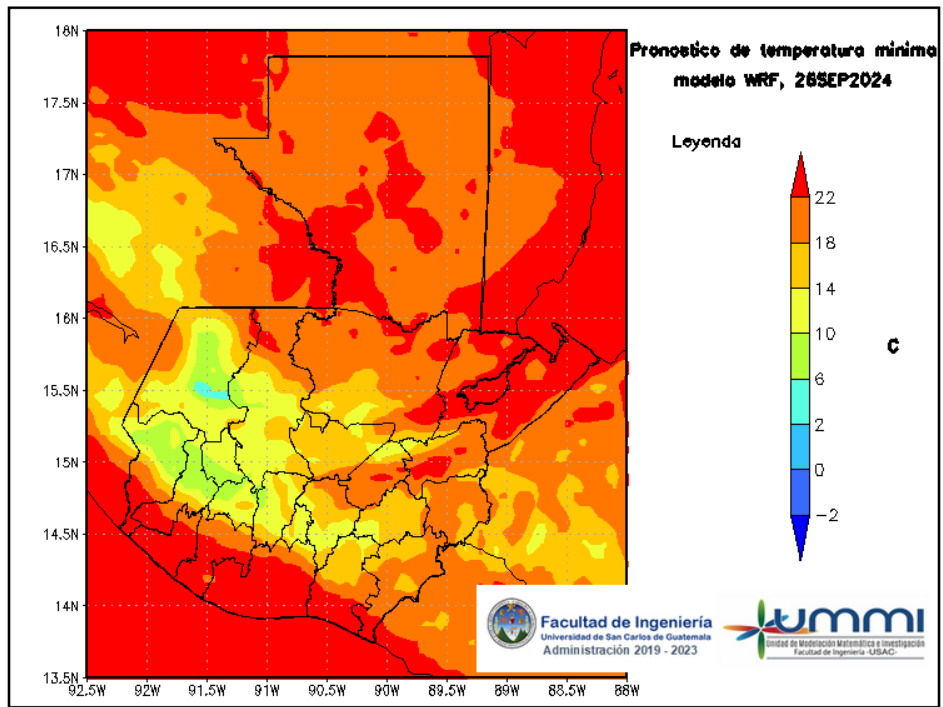 Pronostico de temperatura minima
modelo WRF, 26SEP2024
Leyenda
22
18
14
10
6
2
0
-2
C
18N
17.5N
17N
16.5N
16N
15.5N
15N
14.5N
14N
13.5N
92.5W
92W
91.5W
91W
90.5W
90W
89.5W
89W
88.5W
88W
Facultad de Ingeniería
Universidad de San Carlos de Guatemala
Administración 2019 - 2023
UMMI
Unidad de Modelación Matemática e Investigación
Facultad de Ingeniería -USAC-